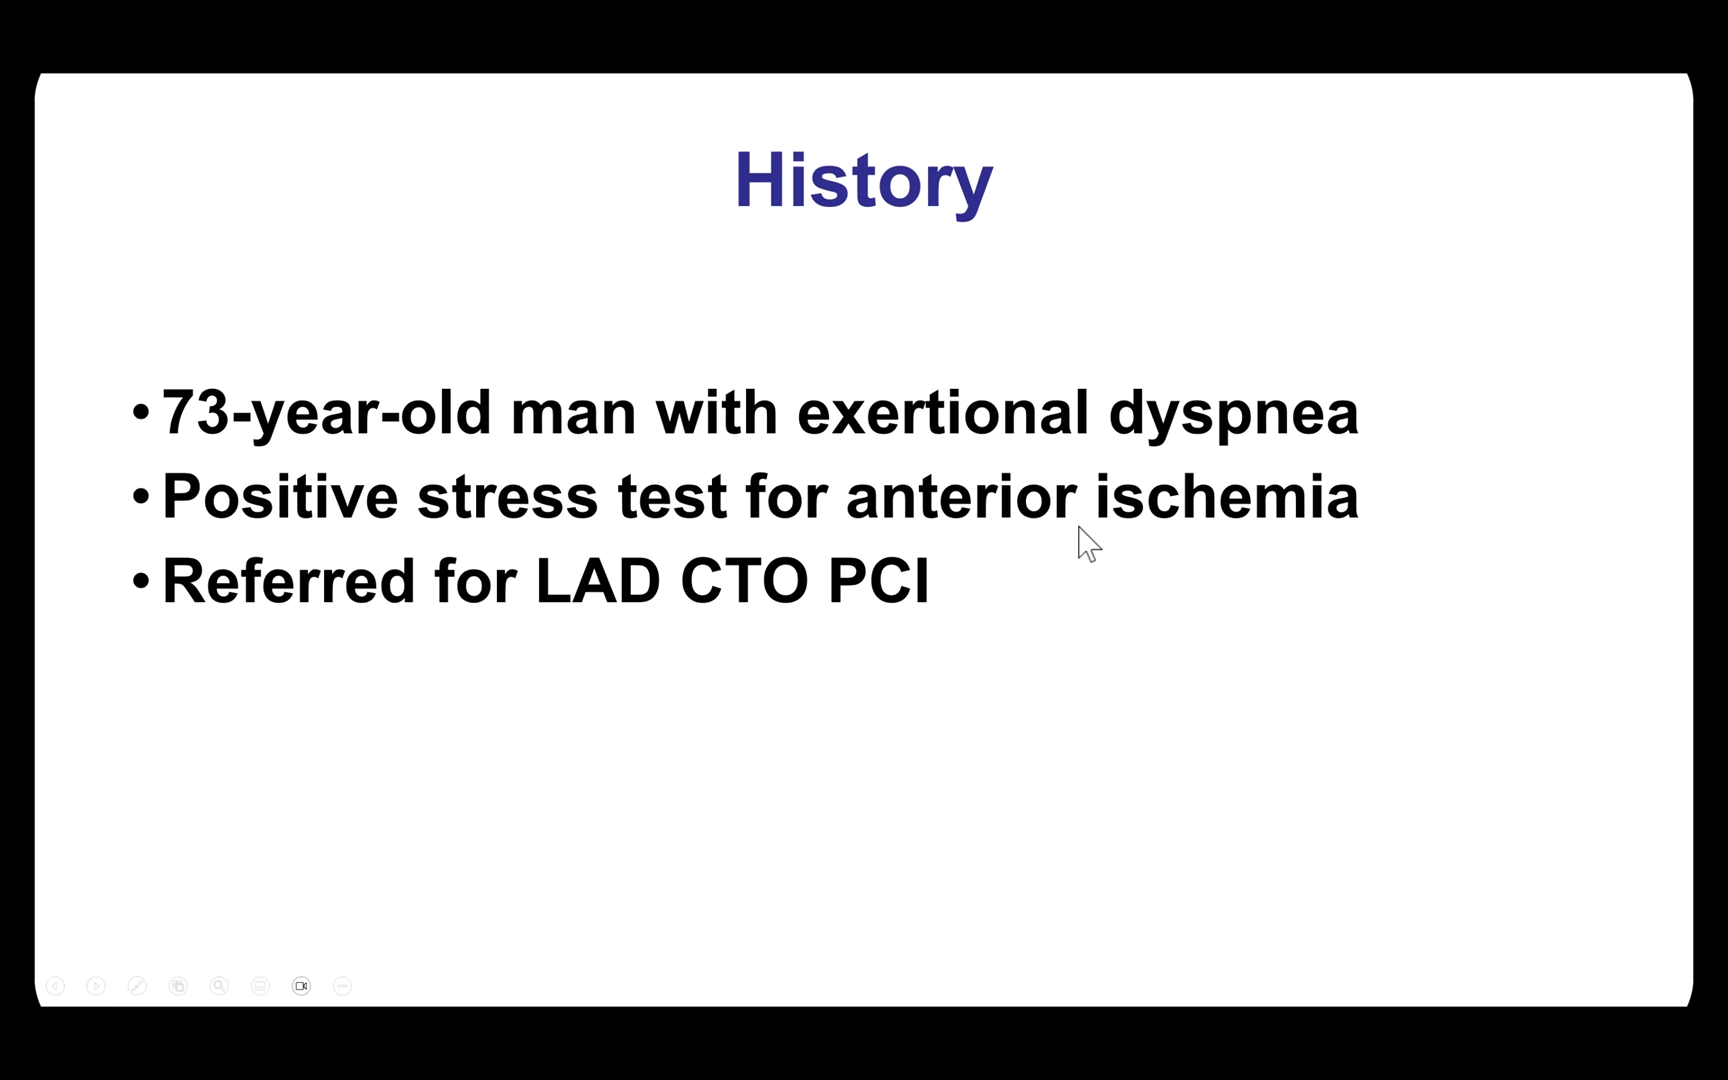 History
• 73-year-old man with exertional dyspnea
• Positive stress test for anterior ischemia
• Referred for LAD CTO PCI